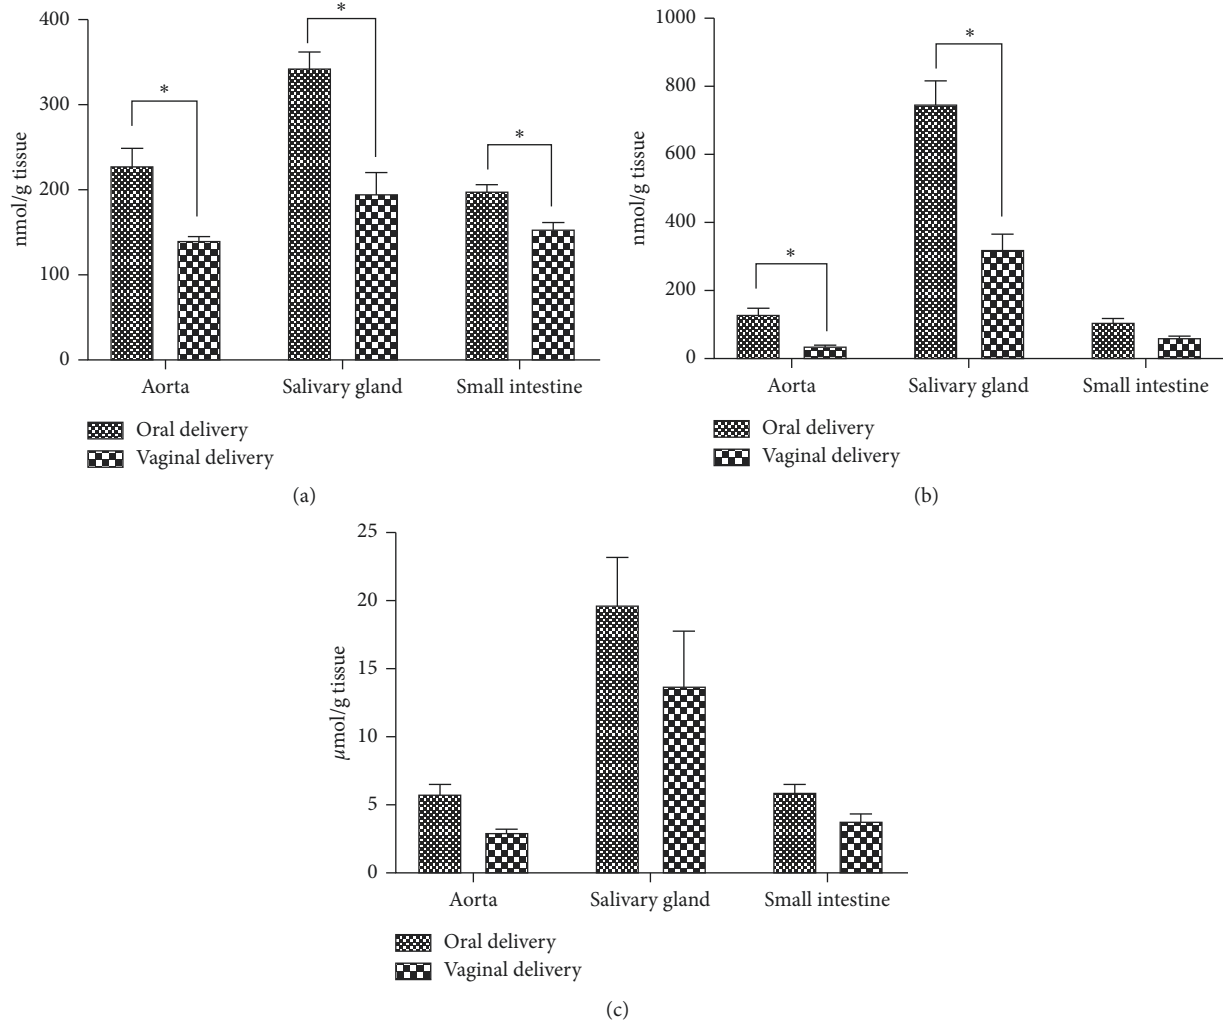 400
300
200
100
0
nmol/g tissue
*
*
*
Aorta Salivary gland Small intestine
Oral delivery
Vaginal delivery
(a)
1000
800
600
400
200
0
nmol/g tissue
*
*
Aorta Salivary gland Small intestine
Oral delivery
Vaginal delivery
(b)
25
20
15
10
5
0
μmol/g tissue
Aorta Salivary gland Small intestine
Oral delivery
Vaginal delivery
(c)